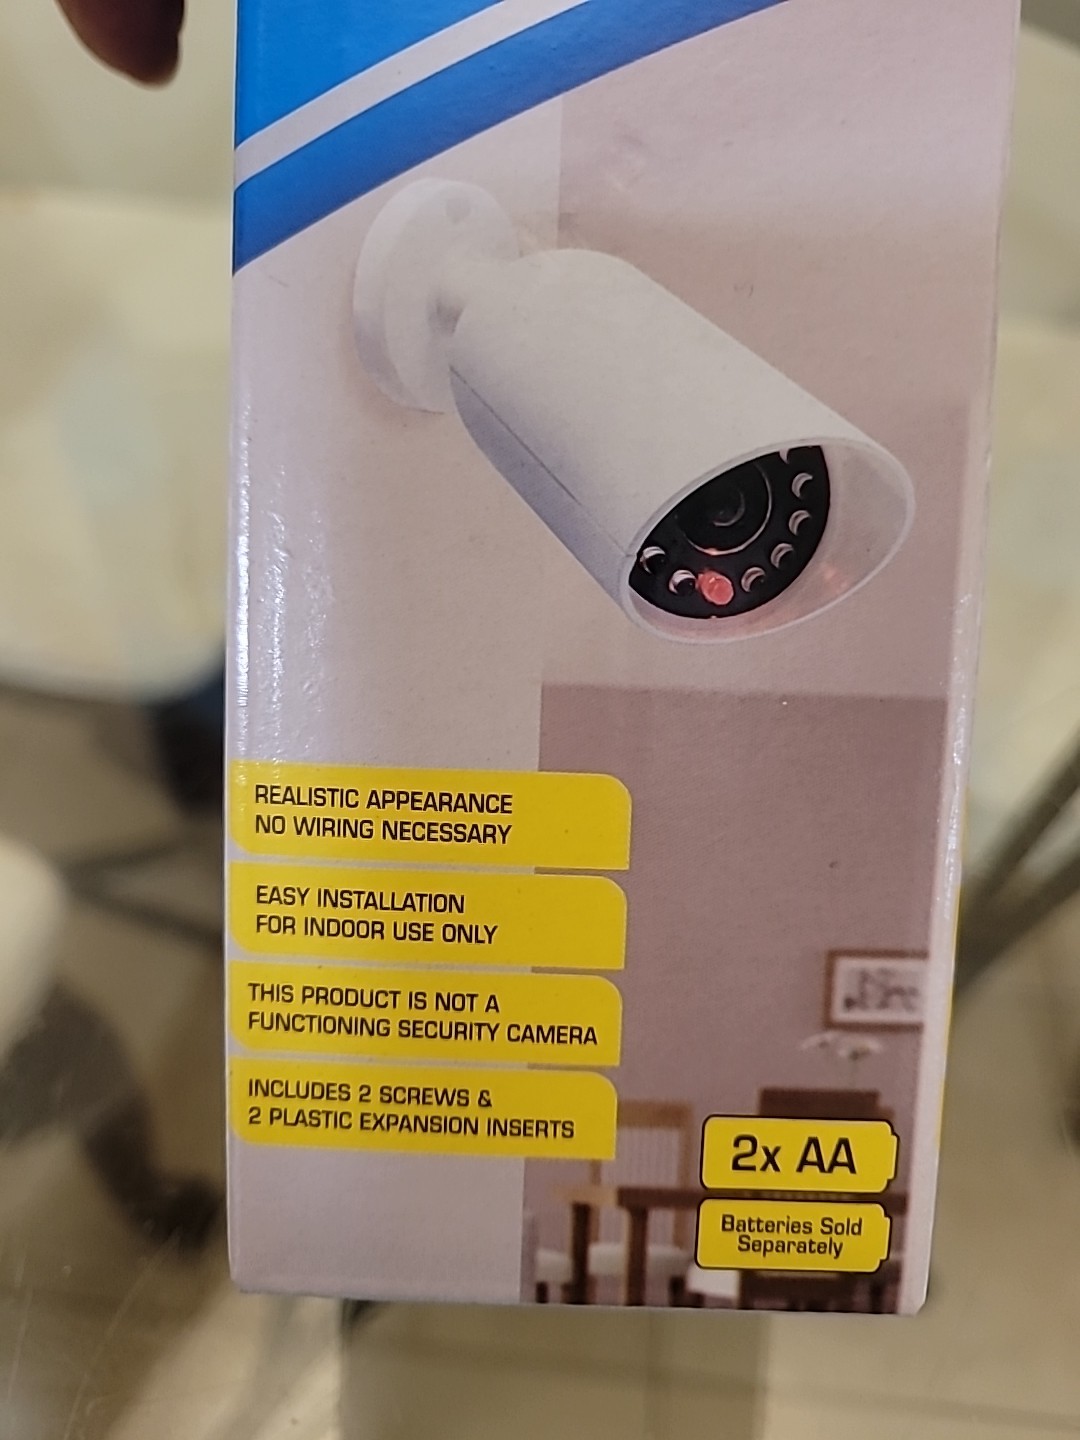 REALISTIC APPEARANCE
NO WIRING NECESSARY
EASY INSTALLATION
FOR INDOOR USE ONLY
THIS PRODUCT IS NOT A
FUNCTIONING SECURITY CAMERA
INCLUDES 2 SCREWS &
2 PLASTIC EXPANSION INSERTS
2x AA
Batteries Sold
Separately